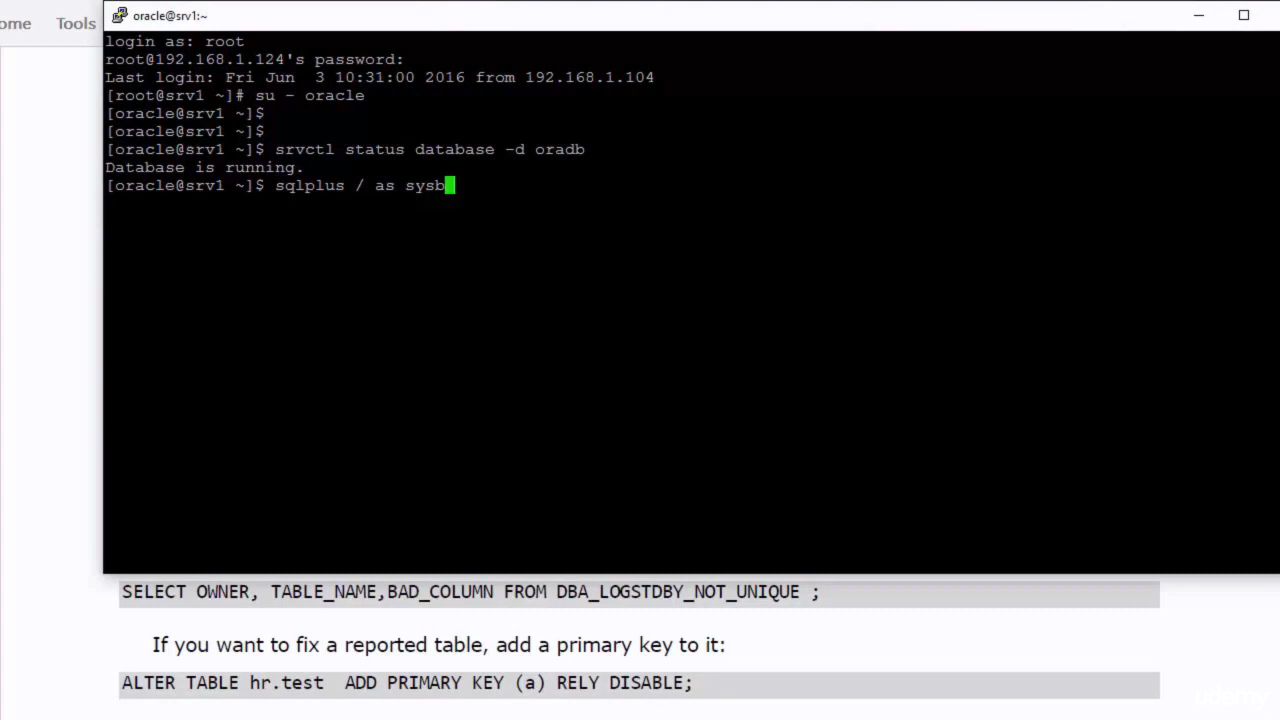 ome Tools
oracle@srv1:~
login as: root
root@192.168.1.124's password:
Last login: Fri Jun  3 10:31:00 2016 from 192.168.1.104
[root@srv1 ~]# su - oracle
[oracle@srv1 ~]$
[oracle@srv1 ~]$
[oracle@srv1 ~]$ srvctl status database -d oradb
Database is running.
[oracle@srv1 ~]$ sqlplus / as sysb
SELECT OWNER, TABLE_NAME,BAD_COLUMN FROM DBA_LOGSTDBY_NOT_UNIQUE ;
If you want to fix a reported table, add a primary key to it:
ALTER TABLE hr.test  ADD PRIMARY KEY (a) RELY DISABLE;
udemy